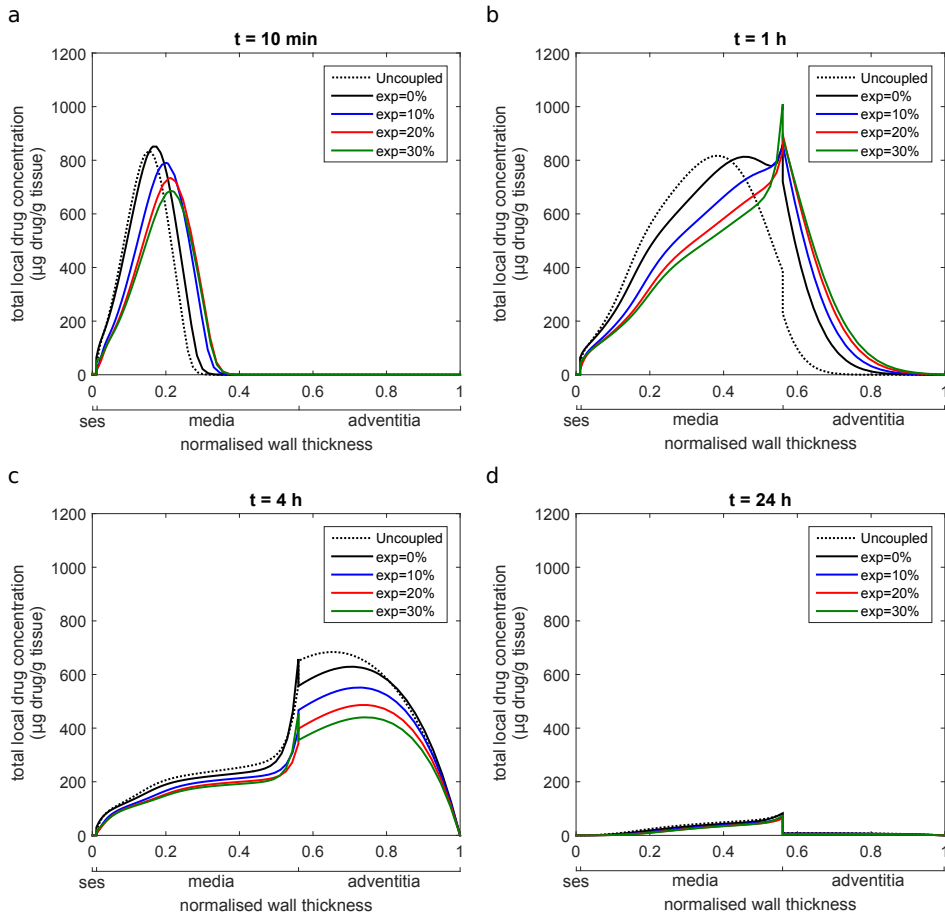 a
t = 10 min
1200
1000
800
600
400
200
0
total local drug concentration
(μg drug/g tissue)
Uncoupled
exp=0%
exp=10%
exp=20%
exp=30%
0 0.2 0.4 0.6 0.8 1
ses media adventitia
normalised wall thickness
b
t = 1 h
1200
1000
800
600
400
200
0
total local drug concentration
(μg drug/g tissue)
Uncoupled
exp=0%
exp=10%
exp=20%
exp=30%
0 0.2 0.4 0.6 0.8 1
ses media adventitia
normalised wall thickness
c
t = 4 h
1200
1000
800
600
400
200
0
total local drug concentration
(μg drug/g tissue)
Uncoupled
exp=0%
exp=10%
exp=20%
exp=30%
0 0.2 0.4 0.6 0.8 1
ses media adventitia
normalised wall thickness
d
t = 24 h
1200
1000
800
600
400
200
0
total local drug concentration
(μg drug/g tissue)
Uncoupled
exp=0%
exp=10%
exp=20%
exp=30%
0 0.2 0.4 0.6 0.8 1
ses media adventitia
normalised wall thickness